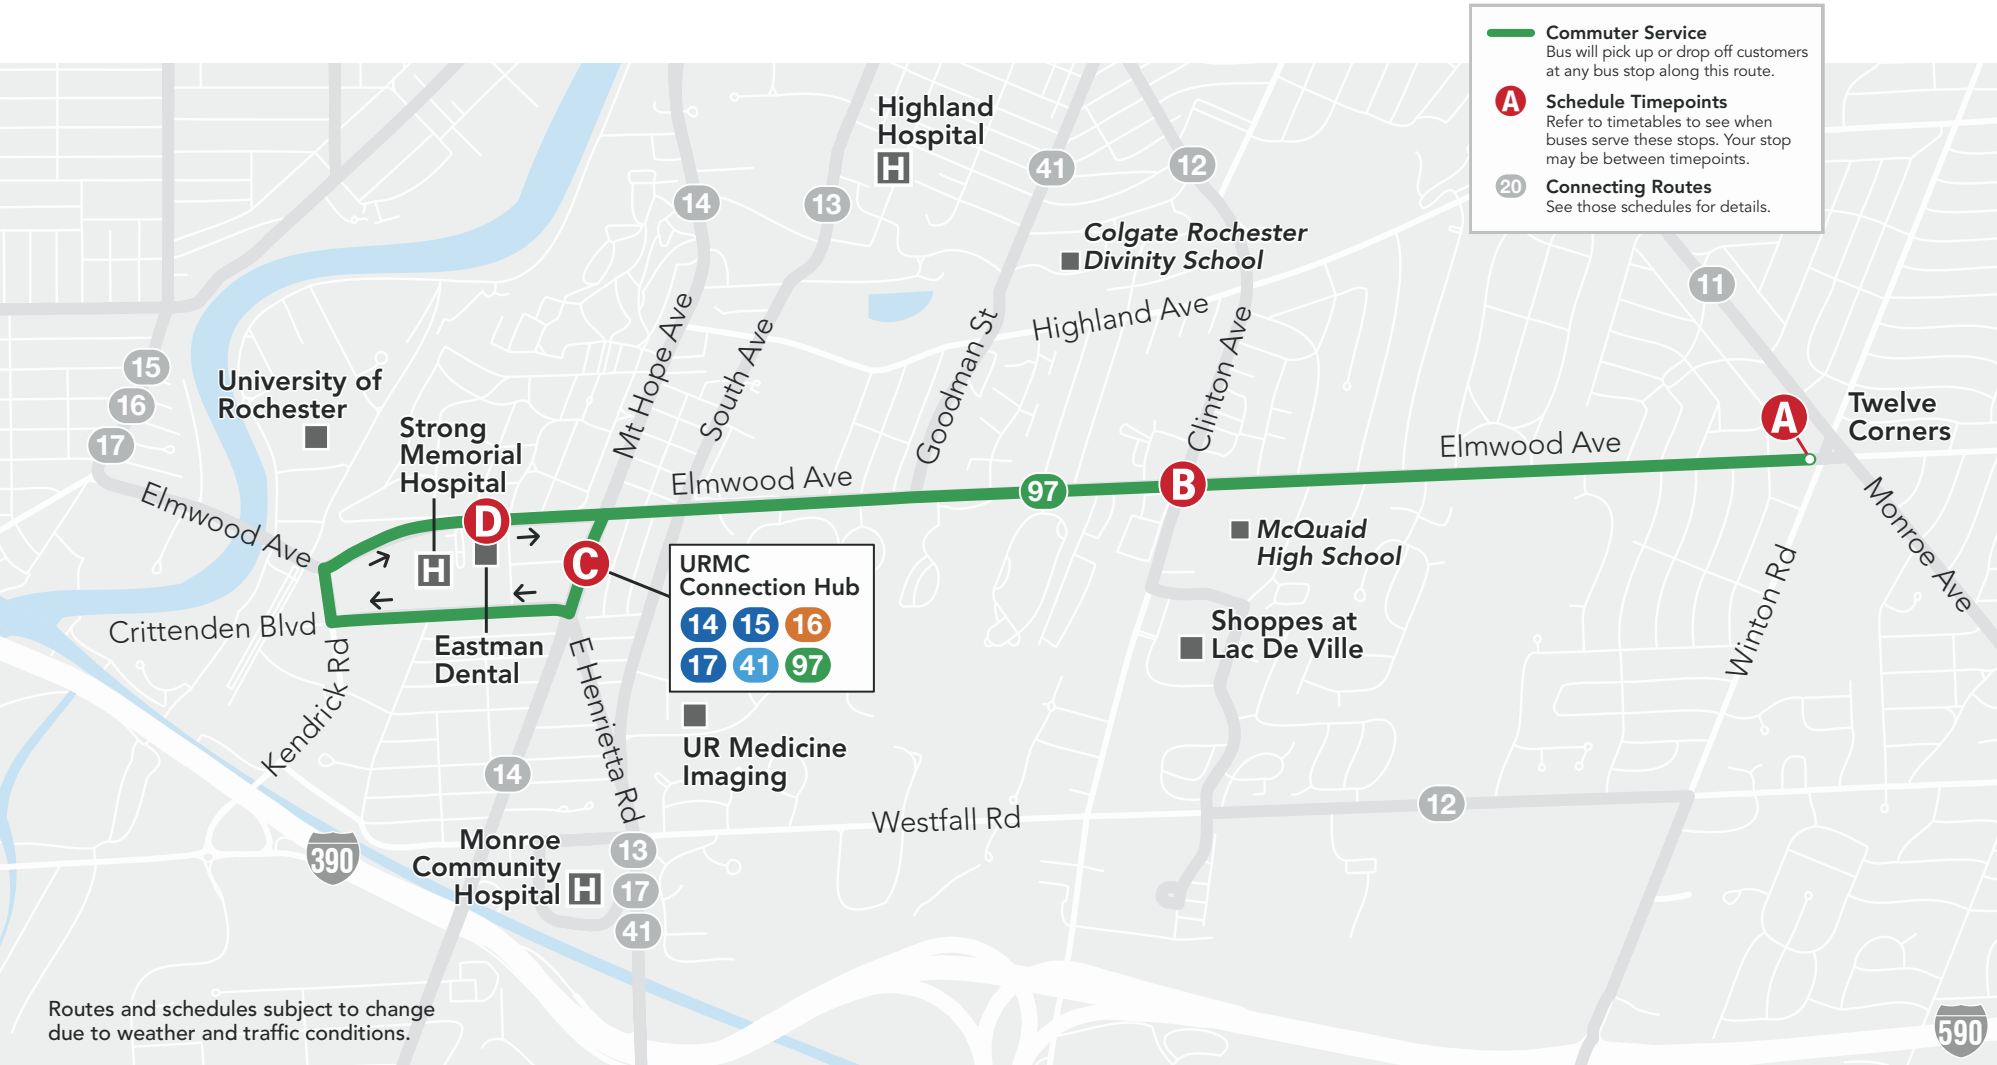 Commuter Service
Bus will pick up or drop off customers
at any bus stop along this route.
A
Schedule Timepoints
Refer to timetables to see when
buses serve these stops. Your stop
may be between timepoints.
20
Connecting Routes
See those schedules for details.
Highland
Hospital
H
14
13
41
12
Colgate Rochester
Divinity School
11
Highland Ave
Mt Hope Ave
South Ave
Goodman St
Clinton Ave
15
16
17
University of
Rochester
Strong
Memorial
Hospital
H
A
Twelve
Corners
Elmwood Ave
Elmwood Ave
Elmwood Ave
97
B
D
C
McQuaid
High School
Monroe Ave
Winton Rd
URMC
Connection Hub
14
15
16
17
41
97
Crittenden Blvd
Eastman
Dental
Kendrick Rd
E Henrietta Rd
Shoppes at
Lac De Ville
UR Medicine
Imaging
14
12
Westfall Rd
390
Monroe
Community
Hospital
H
13
17
41
Routes and schedules subject to change
due to weather and traffic conditions.
590